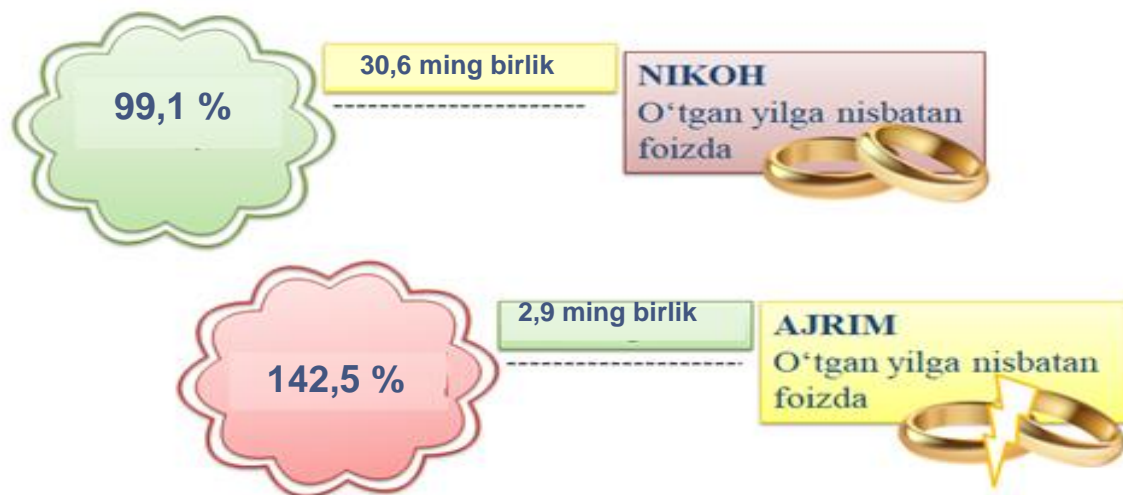 99,1 %
30,6 ming birlik
NIKOH
O‘tgan yilga nisbatan
foizda
142,5 %
2,9 ming birlik
AJRIM
O‘tgan yilga nisbatan
foizda